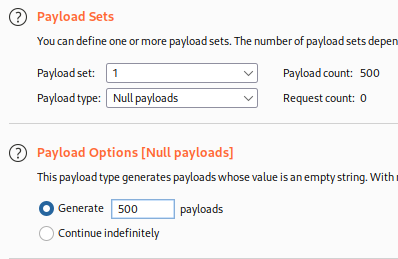 ? Payload Sets
You can define one or more payload sets. The number of payload sets depen
Payload set: 1 Payload count: 500
Payload type: Null payloads Request count: 0
? Payload Options [Null payloads]
This payload type generates payloads whose value is an empty string. With
Generate 500 payloads
Continue indefinitely